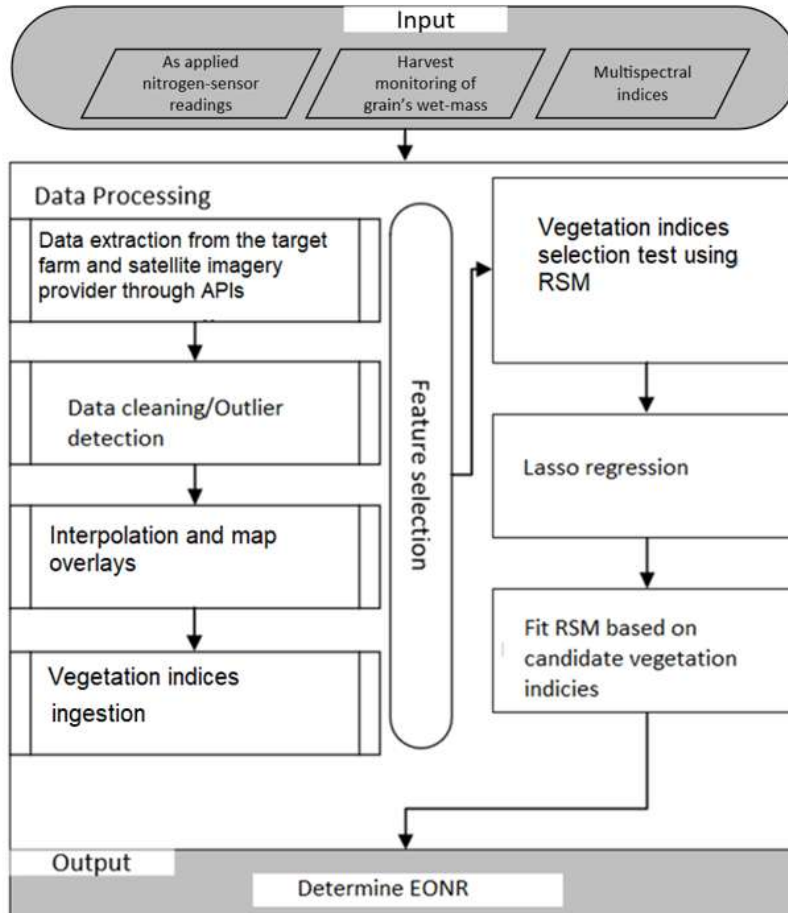 Input
As applied
nitrogen-sensor
readings
Harvest
monitoring of
grain's wet-mass
Multispectral
indices
Data Processing
Data extraction from the target
farm and satellite imagery
provider through APIs
Data cleaning/Outlier
detection
Interpolation and map
overlays
Vegetation indices
ingestion
Feature selection
Vegetation indices
selection test using
RSM
Lasso regression
Fit RSM based on
candidate vegetation
indicies
Output
Determine EONR